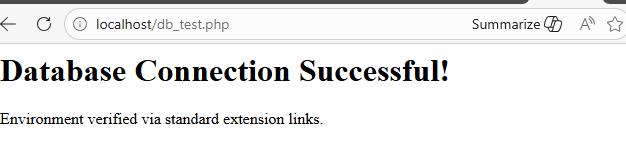 localhost/db_test.php
Summarize
Database Connection Successful!
Environment verified via standard extension links.